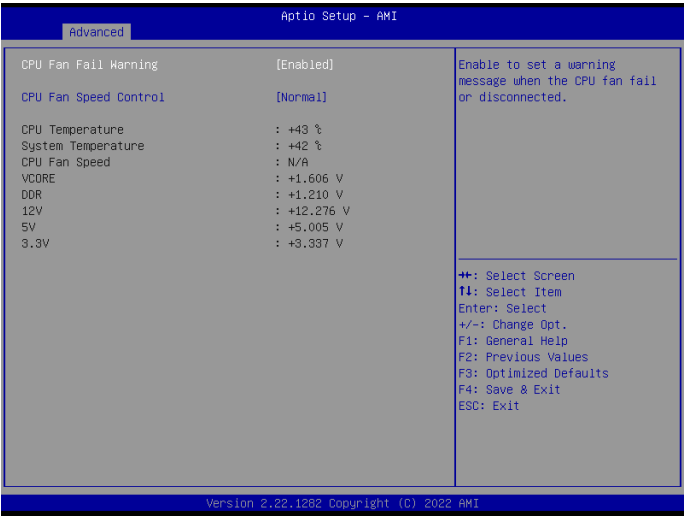 Aptio Setup – AMI
Advanced
CPU Fan Fail Warning [Enabled]
CPU Fan Speed Control [Normal]
CPU Temperature : +43 %
System Temperature : +42 %
CPU Fan Speed : N/A
VCORE : +1.606 V
DDR : +1.210 V
12V : +12.276 V
5V : +5.005 V
3.3V : +3.337 V
Enable to set a warning
message when the CPU fan fail
or disconnected.
→←: Select Screen
↑↓: Select Item
Enter: Select
+/-: Change Opt.
F1: General Help
F2: Previous Values
F3: Optimized Defaults
F4: Save & Exit
ESC: Exit
Version 2.22.1282 Copyright (C) 2022 AMI